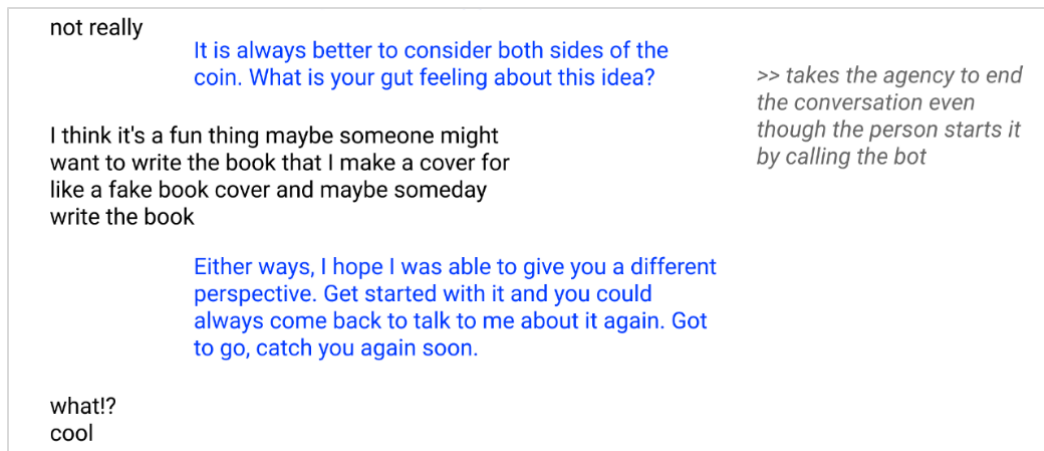 not really
It is always better to consider both sides of the
coin. What is your gut feeling about this idea?
>> takes the agency to end
the conversation even
though the person starts it
by calling the bot
I think it's a fun thing maybe someone might
want to write the book that I make a cover for
like a fake book cover and maybe someday
write the book
Either ways, I hope I was able to give you a different
perspective. Get started with it and you could
always come back to talk to me about it again. Got
to go, catch you again soon.
what!?
cool